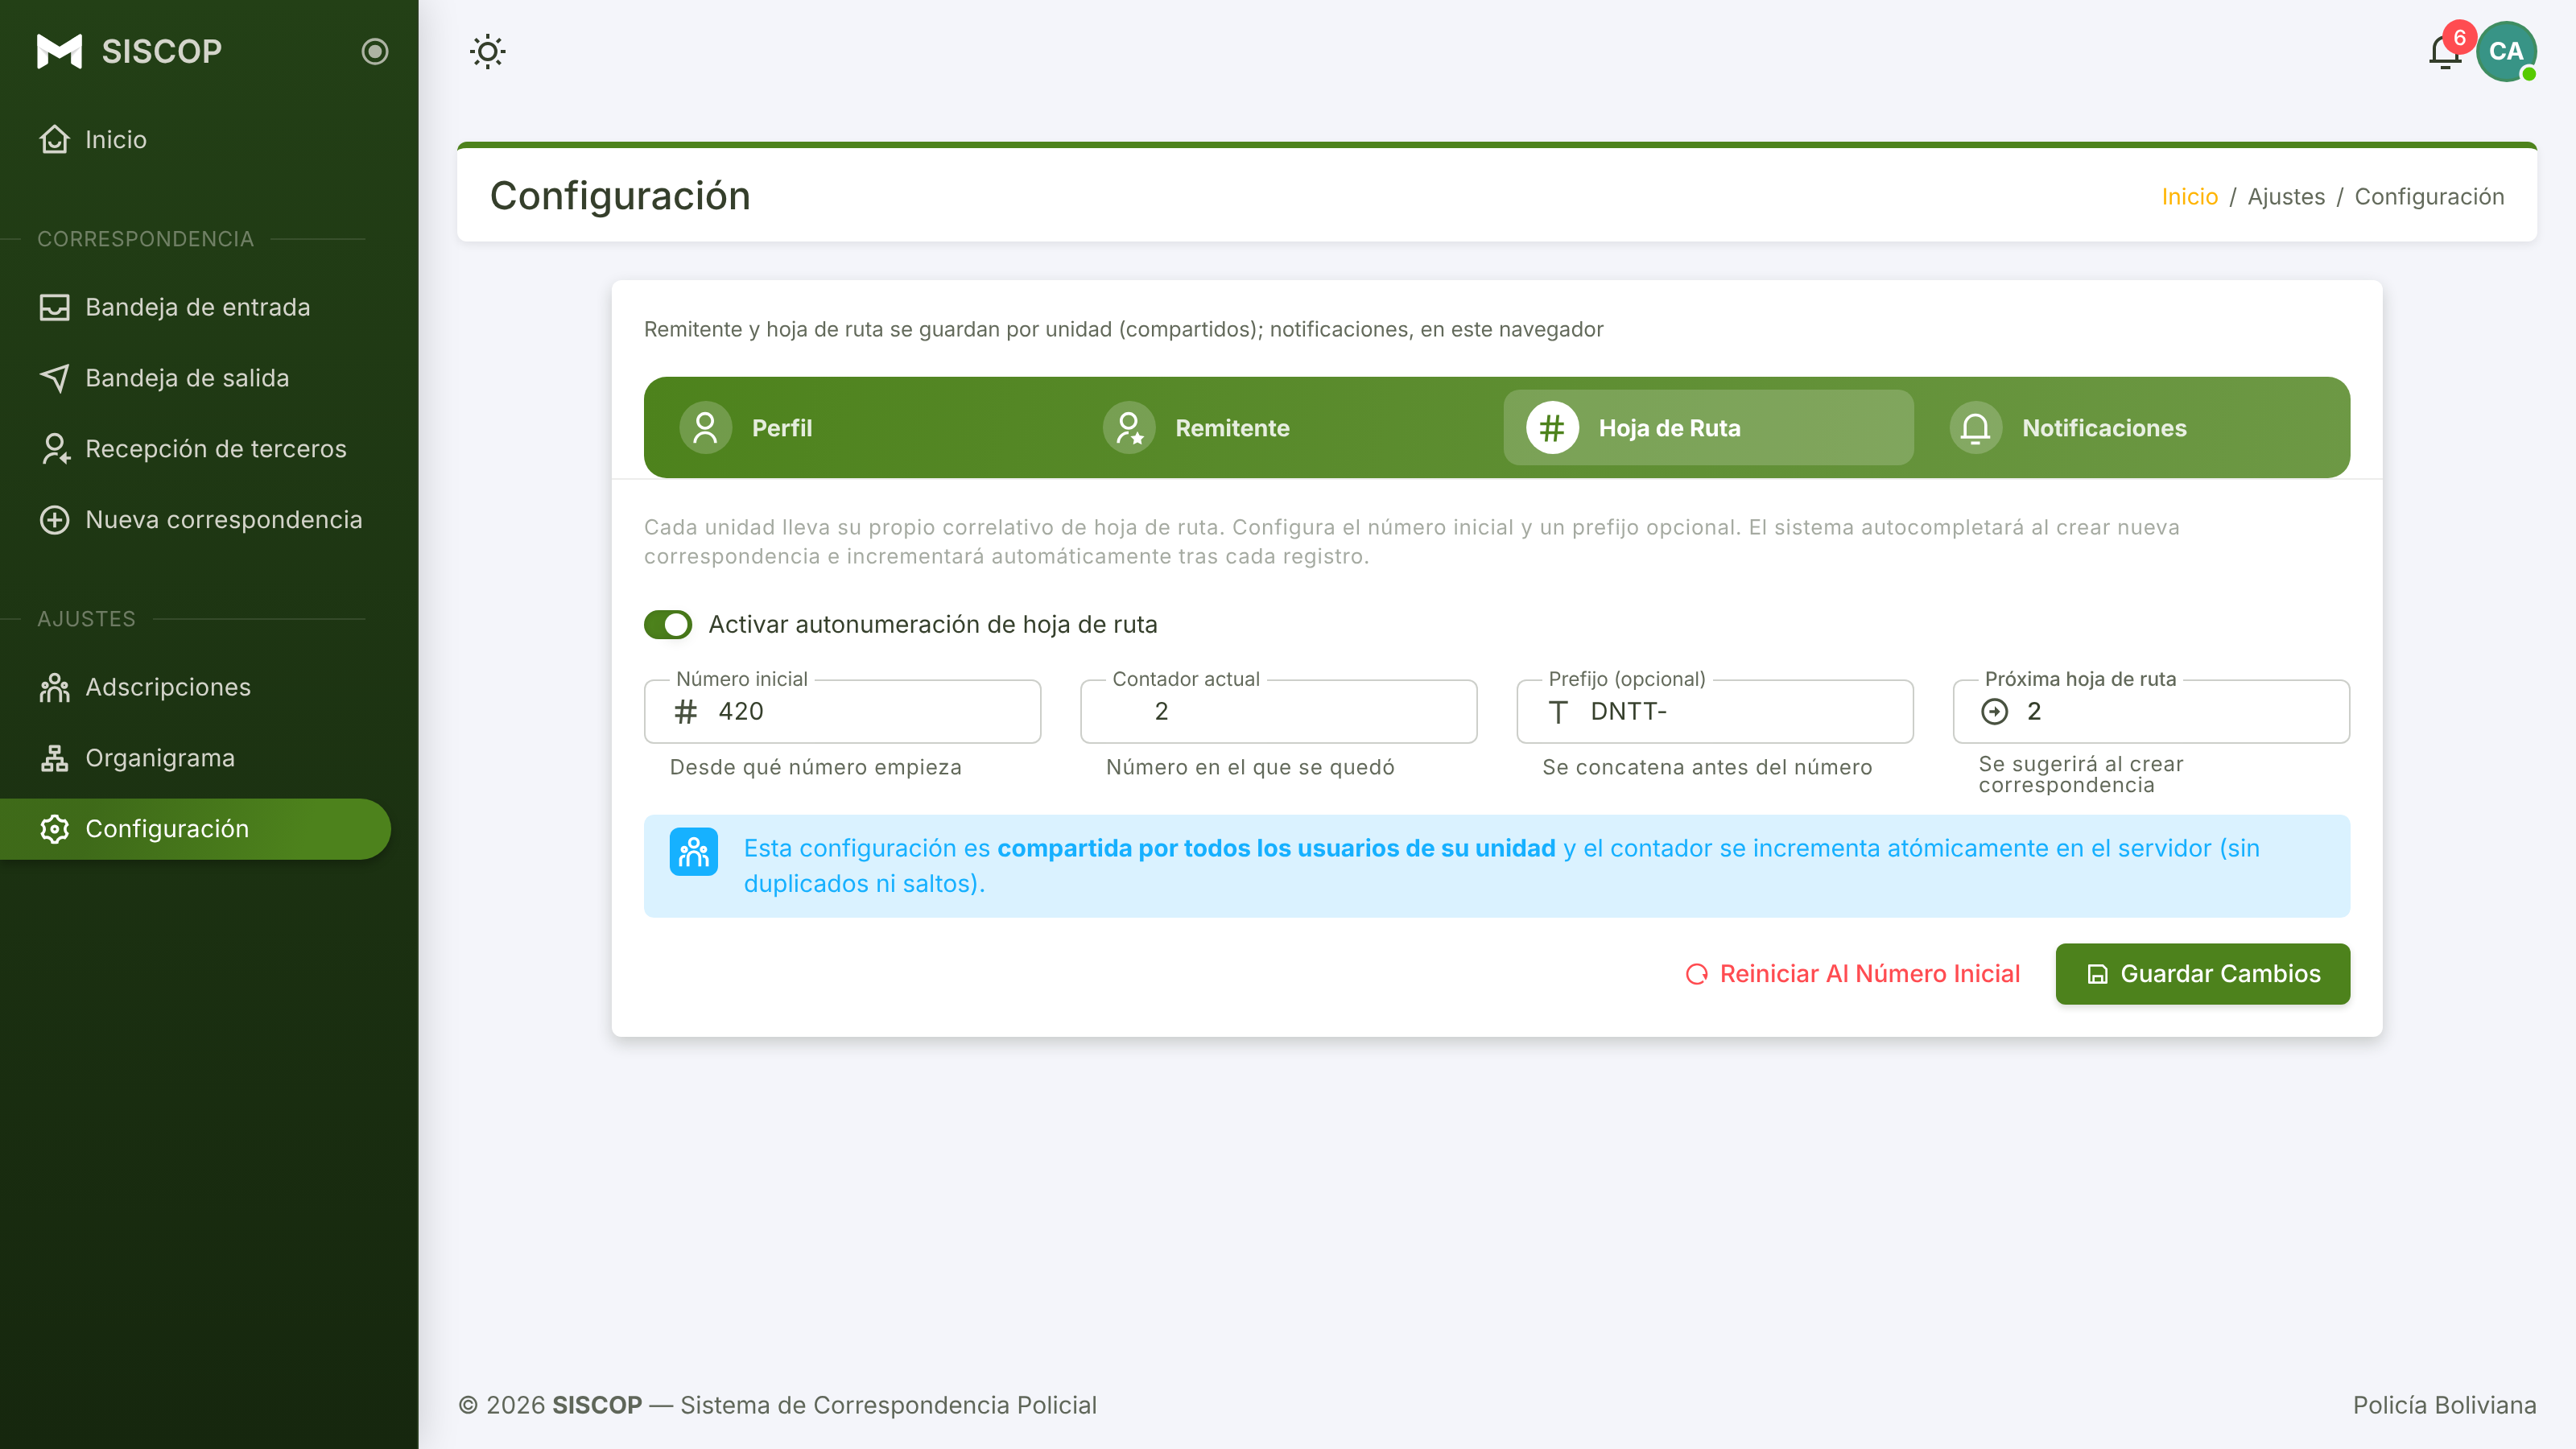 SISCOP
6
CA
Inicio
CORRESPONDENCIA
Bandeja de entrada
Bandeja de salida
Recepción de terceros
Nueva correspondencia
AJUSTES
Adscripciones
Organigrama
Configuración
Configuración
Inicio / Ajustes / Configuración
Remitente y hoja de ruta se guardan por unidad (compartidos); notificaciones, en este navegador
Perfil
Remitente
Hoja de Ruta
Notificaciones
Cada unidad lleva su propio correlativo de hoja de ruta. Configura el número inicial y un prefijo opcional. El sistema autocompletará al crear nueva
correspondencia e incrementará automáticamente tras cada registro.
Activar autonumeración de hoja de ruta
Número inicial
# 420
Desde qué número empieza
Contador actual
2
Número en el que se quedó
Prefijo (opcional)
DNTT-
Se concatena antes del número
Próxima hoja de ruta
2
Se sugerirá al crear
correspondencia
Esta configuración es compartida por todos los usuarios de su unidad y el contador se incrementa atómicamente en el servidor (sin
duplicados ni saltos).
Reiniciar Al Número Inicial
Guardar Cambios
© 2026 SISCOP — Sistema de Correspondencia Policial
Policía Boliviana